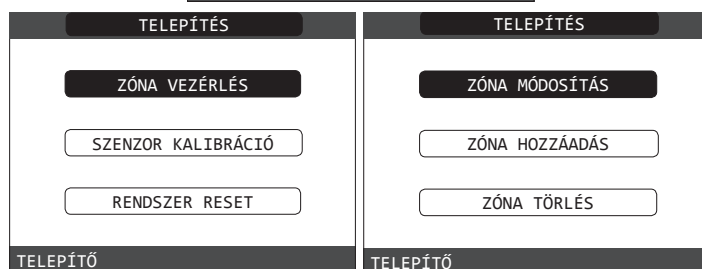 TELEPÍTÉS
ZÓNA VEZÉRLÉS
SZENZOR KALIBRÁCIÓ
RENDSZER RESET
TELEPÍTŐ
TELEPÍTÉS
ZÓNA MÓDOSÍTÁS
ZÓNA HOZZÁADÁS
ZÓNA TÖRLÉS
TELEPÍTŐ